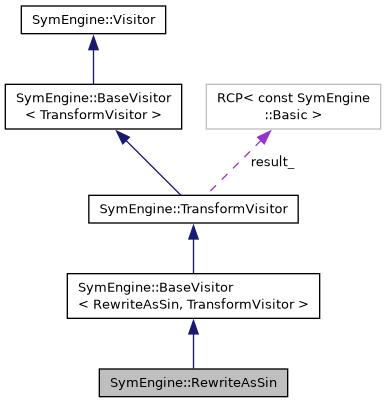 SymEngine::Visitor
SymEngine::BaseVisitor
< TransformVisitor >
RCP< const SymEngine
::Basic >
result_
SymEngine::TransformVisitor
SymEngine::BaseVisitor
< RewriteAsSin, TransformVisitor >
SymEngine::RewriteAsSin